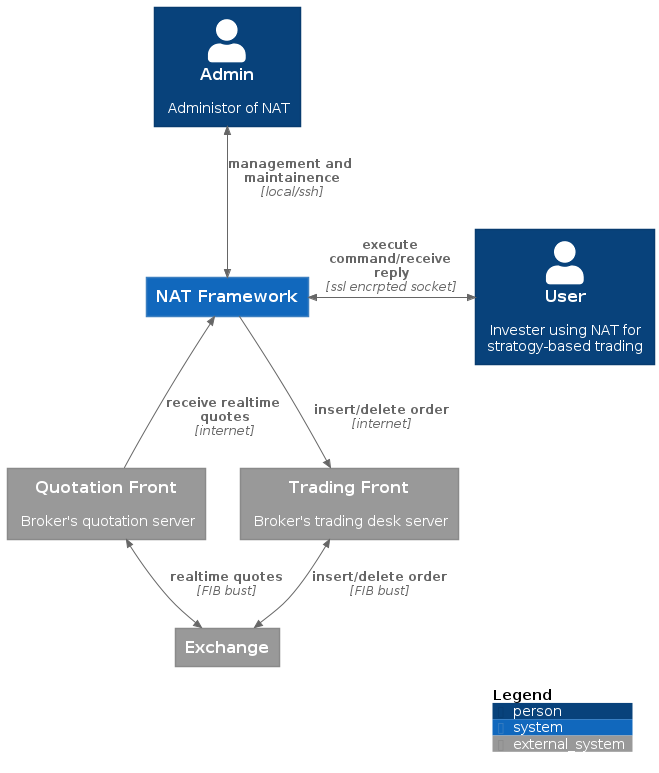 Admin
Administor of NAT
management and
maintainence
[local/ssh]
execute
command/receive
reply
[ssl encrpted socket]
NAT Framework
User
Invester using NAT for
stratogy-based trading
receive realtime
quotes
[internet]
insert/delete order
[internet]
Quotation Front
Broker's quotation server
Trading Front
Broker's trading desk server
realtime quotes
[FIB bust]
insert/delete order
[FIB bust]
Exchange
Legend
person
system
external_system